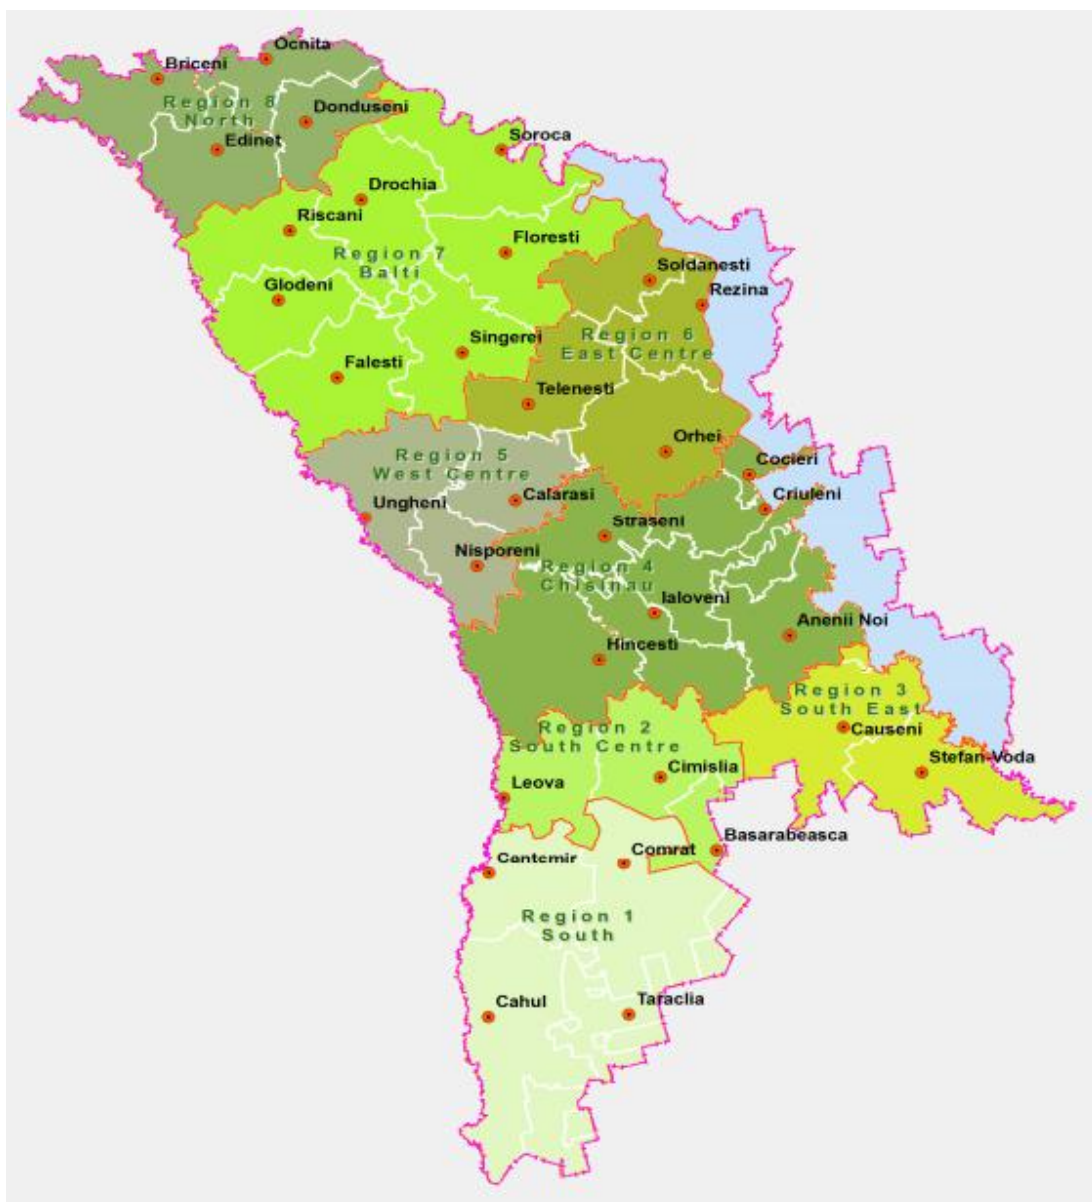 Ocnita
Briceni
Region 8
North
Donduseni
Edinet
Soroca
Drochia
Riscani
Floresti
Region 7
Balti
Soldanesti
Glodeni
Rezina
Singerei
Region 6
East Centre
Falesti
Telenesti
Orhei
Region 5
West Centre
Cocieri
Ungheni
Calarasi
Criuleni
Straseni
Nisporeni
Region 4
Chisinau
Ialoveni
Anenii Noi
Hincesti
Region 3
South East
Region 2
South Centre
Causeni
Stefan-Voda
Leova
Cimislia
Basarabeasca
Cantemir
Comrat
Region 1
South
Cahul
Taraclia